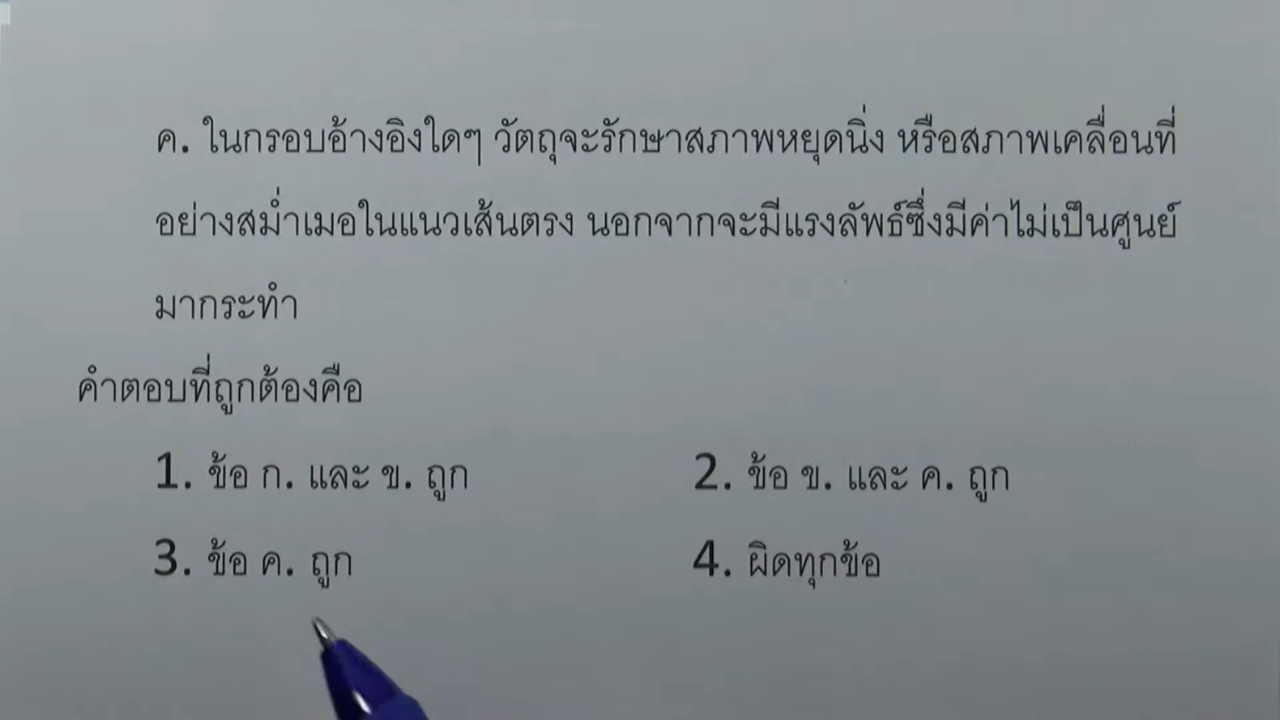 ค. ในกรอบอ้างอิงใดๆ วัตถุจะรักษาสภาพหยุดนิ่ง หรือสภาพเคลื่อนที่
อย่างสม่ำเมอในแนวเส้นตรง นอกจากจะมีแรงลัพธ์ซึ่งมีค่าไม่เป็นศูนย์
มากระทำ
คำตอบที่ถูกต้องคือ
1. ข้อ ก. และ ข. ถูก 2. ข้อ ข. และ ค. ถูก
3. ข้อ ค. ถูก 4. ผิดทุกข้อ